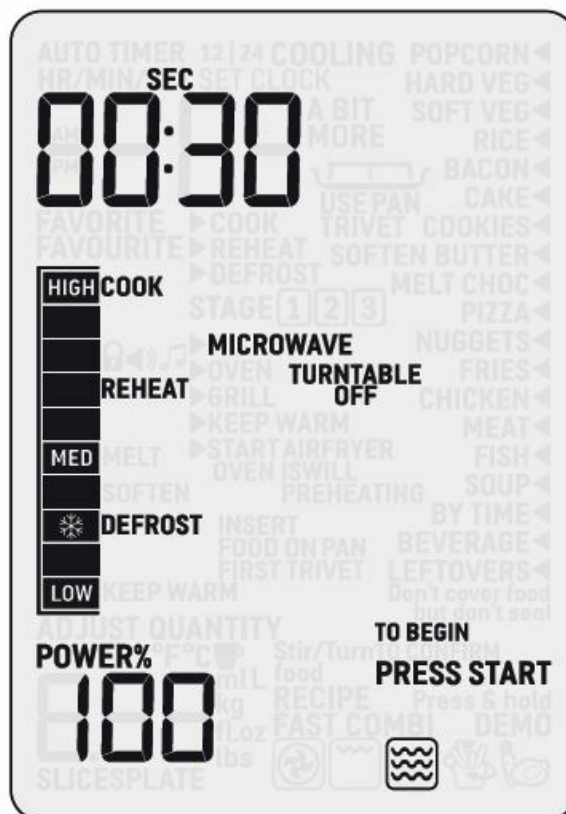 AUTO TIMER 12|24 COOLING POPCORN◀
HR/MIN/SEC SET CLOCK HARD VEG◀
00:30 A BIT SOFT VEG◀
AM MORE RICE◀
PM BACON◀
USE PAN CAKE◀
FAVORITE ▶COOK TRIVET COOKIES◀
FAVOURITE ▶REHEAT SOFTEN BUTTER◀
▶DEFROST MELT CHOC◀
HIGH COOK
STAGE 1 2 3 PIZZA◀
MICROWAVE NUGGETS◀
▶OVEN TURNTABLE FRIES◀
REHEAT ▶GRILL OFF CHICKEN◀
▶KEEP WARM MEAT◀
MED MELT ▶START AIRFRYER FISH◀
OVEN IS WILL SOUP◀
SOFTEN PREHEATING
DEFROST INSERT BY TIME◀
FOOD ON PAN BEVERAGE◀
FIRST TRIVET LEFTOVERS◀
LOW KEEP WARM Don't cover food
but don't seal
ADJUST QUANTITY TO BEGIN
POWER% °F°C Stir/Turn TO CONFIRM
100 ml L food PRESS START
kg RECIPE Press & hold
fl.oz FAST COMBI DEMO
lbs
SLICES PLATE